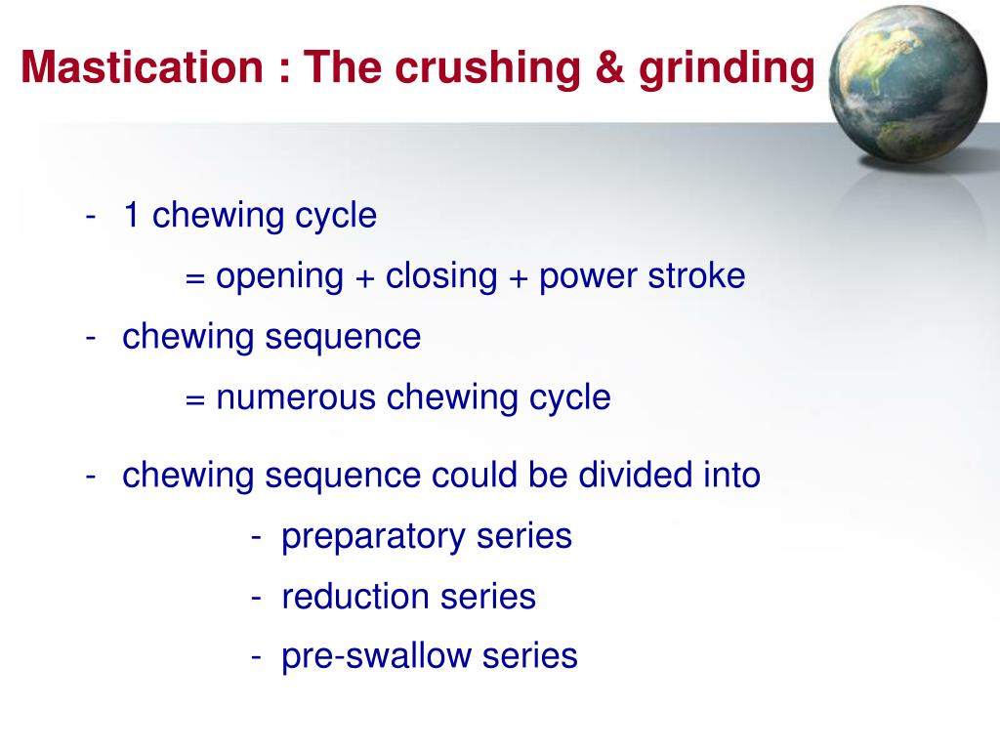 Mastication : The crushing & grinding
- 1 chewing cycle
= opening + closing + power stroke
- chewing sequence
= numerous chewing cycle
- chewing sequence could be divided into
- preparatory series
- reduction series
- pre-swallow series